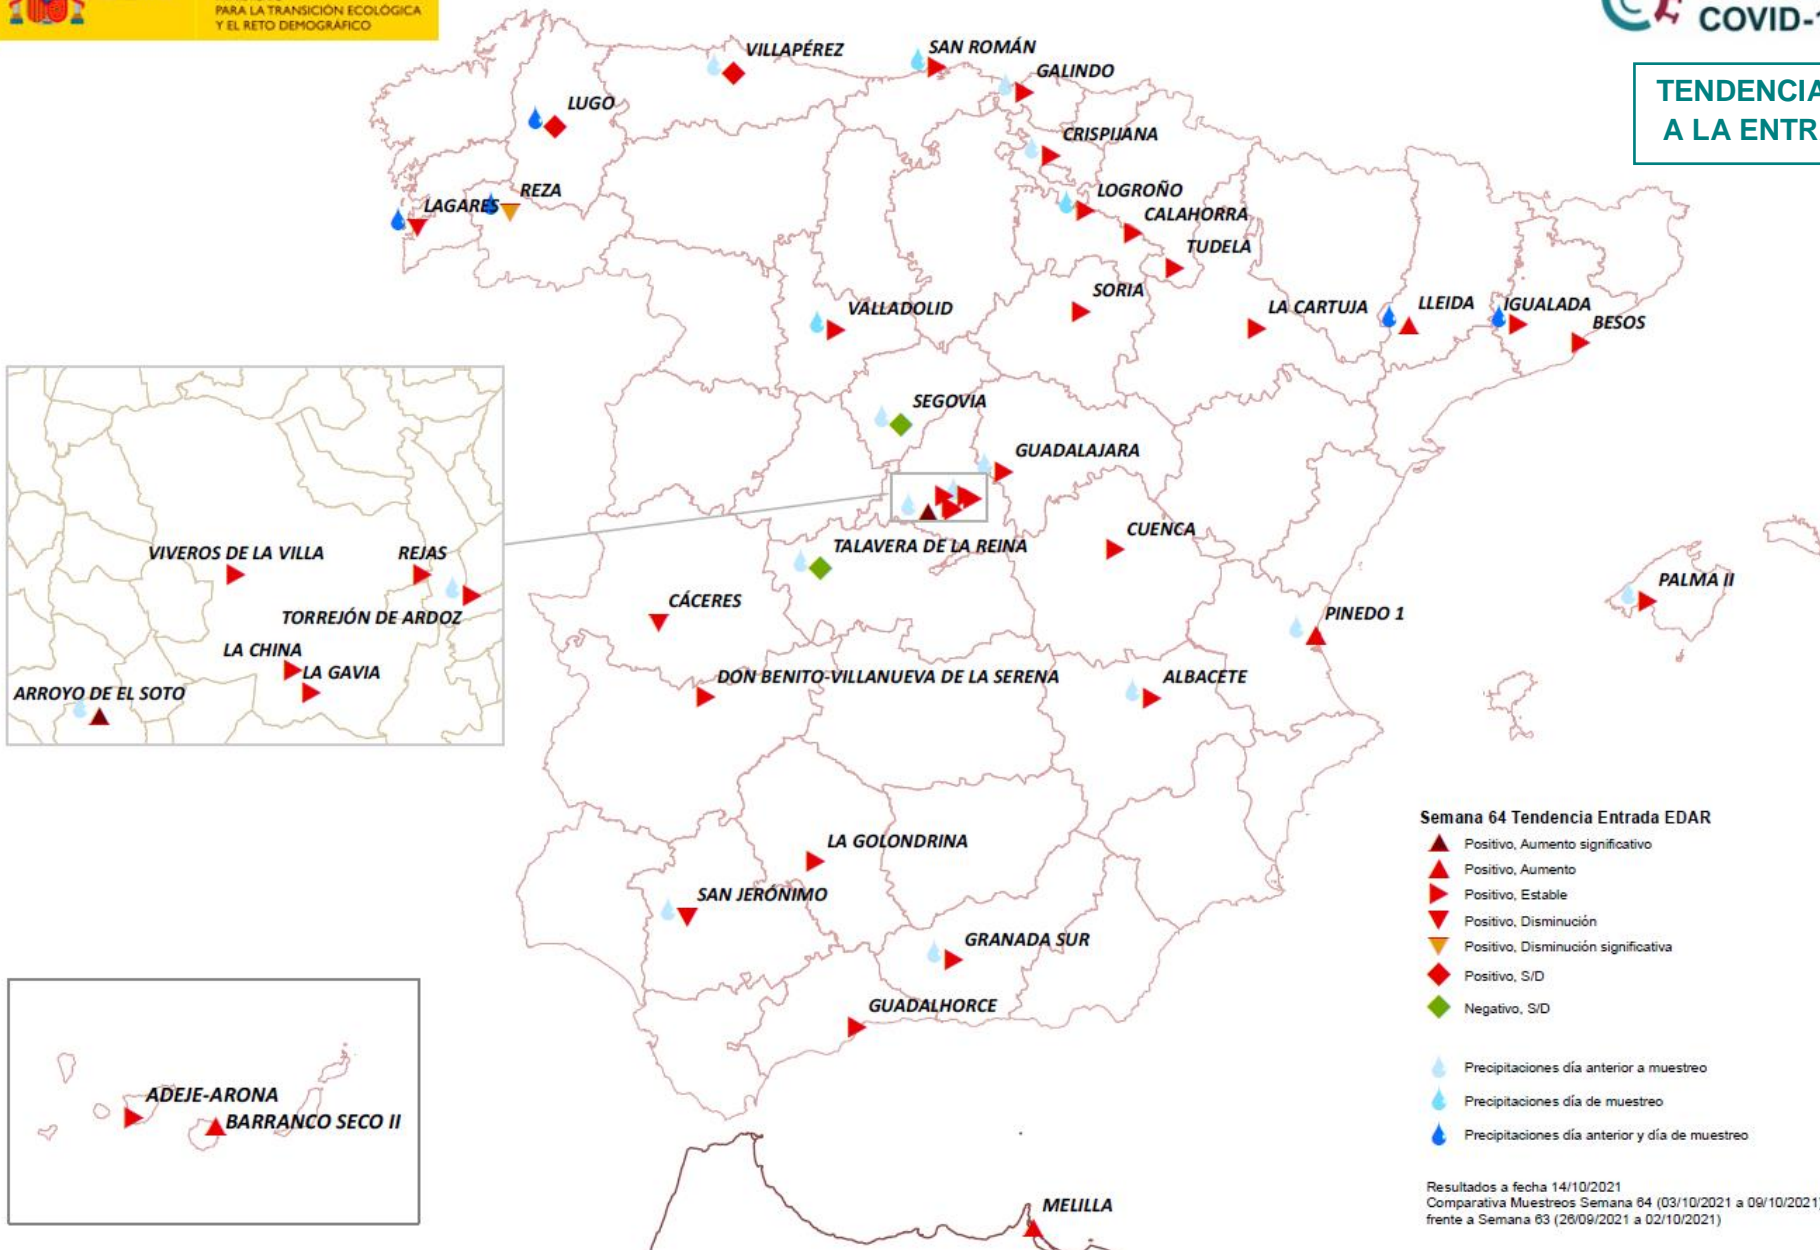 PARA LA TRANSICIÓN ECOLÓGICA
Y EL RETO DEMOGRÁFICO
COVID-1
TENDENCIA
A LA ENTR
VILLAPÉREZ
SAN ROMÁN
GALINDO
LUGO
CRISPIJANA
REZA
LAGARES
LOGROÑO
CALAHORRA
TUDELA
SORIA
VALLADOLID
LA CARTUJA
LLEIDA
IGUALADA
BESOS
SEGOVIA
GUADALAJARA
CUENCA
TALAVERA DE LA REINA
VIVEROS DE LA VILLA
REJAS
TORREJÓN DE ARDOZ
LA CHINA
LA GAVIA
ARROYO DE EL SOTO
CÁCERES
PALMA II
PINEDO 1
DON BENITO-VILLANUEVA DE LA SERENA
ALBACETE
LA GOLONDRINA
SAN JERÓNIMO
GRANADA SUR
GUADALHORCE
ADEJE-ARONA
BARRANCO SECO II
MELILLA
Semana 64 Tendencia Entrada EDAR
Positivo, Aumento significativo
Positivo, Aumento
Positivo, Estable
Positivo, Disminución
Positivo, Disminución significativa
Positivo, S/D
Negativo, S/D
Precipitaciones día anterior a muestreo
Precipitaciones día de muestreo
Precipitaciones día anterior y día de muestreo
Resultados a fecha 14/10/2021
Comparativa Muestreos Semana 64 (03/10/2021 a 09/10/2021)
frente a Semana 63 (26/09/2021 a 02/10/2021)